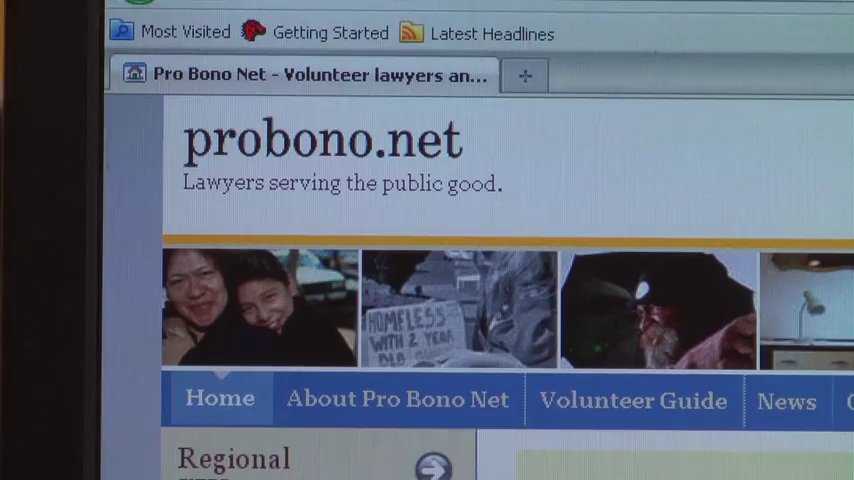 Most Visited Getting Started Latest Headlines
Pro Bono Net - Volunteer lawyers an...
probono.net
Lawyers serving the public good.
HOMELESS
WITH 2 YEAR
OLD
Home About Pro Bono Net Volunteer Guide News
Regional